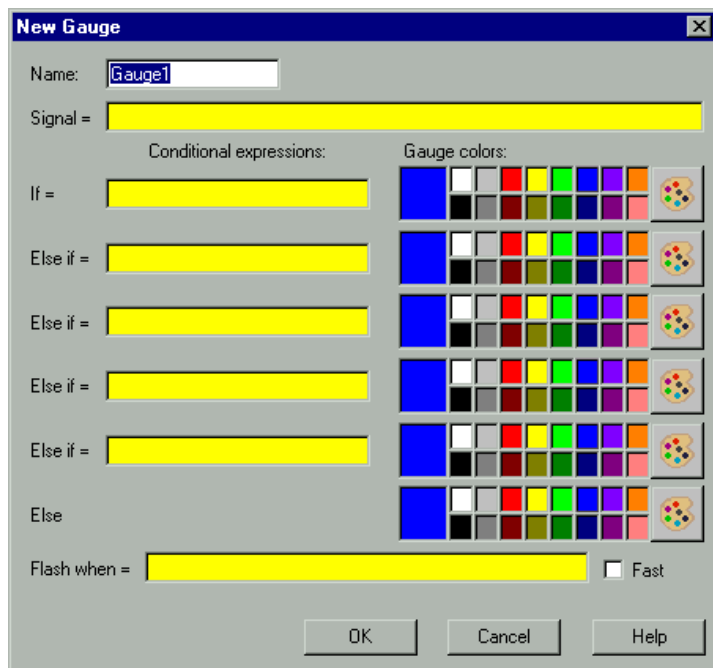 New Gauge
Name: Gauge1
Signal =
Conditional expressions: Gauge colors:
If =
Else if =
Else if =
Else if =
Else if =
Else
Flash when = Fast
OK Cancel Help